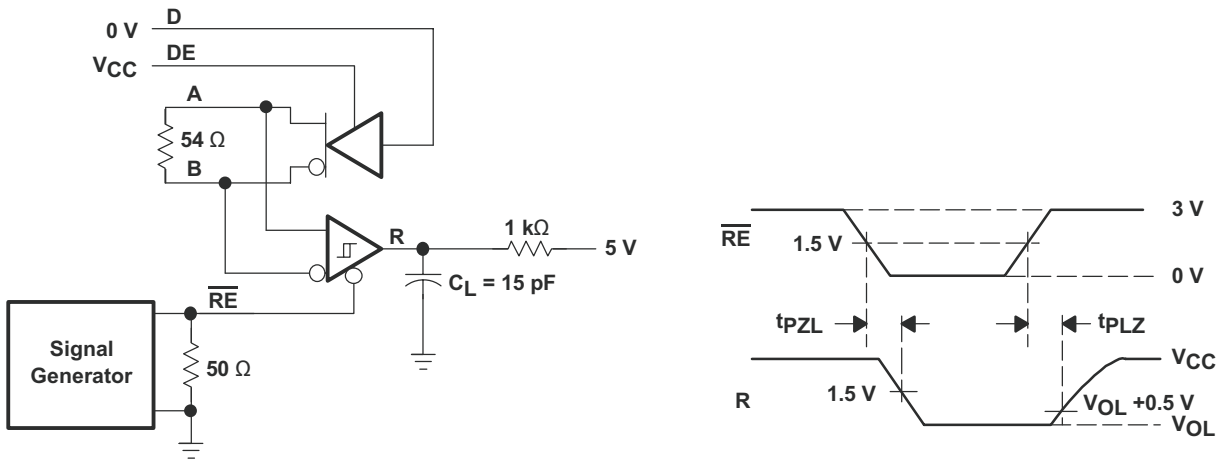 D
0 V
DE
VCC
A
54 Ω
B
R
1 kΩ
5 V
CL = 15 pF
RE
Signal
Generator
50 Ω
3 V
RE
1.5 V
0 V
tPZL
tPLZ
VCC
1.5 V
R
VOL +0.5 V
VOL